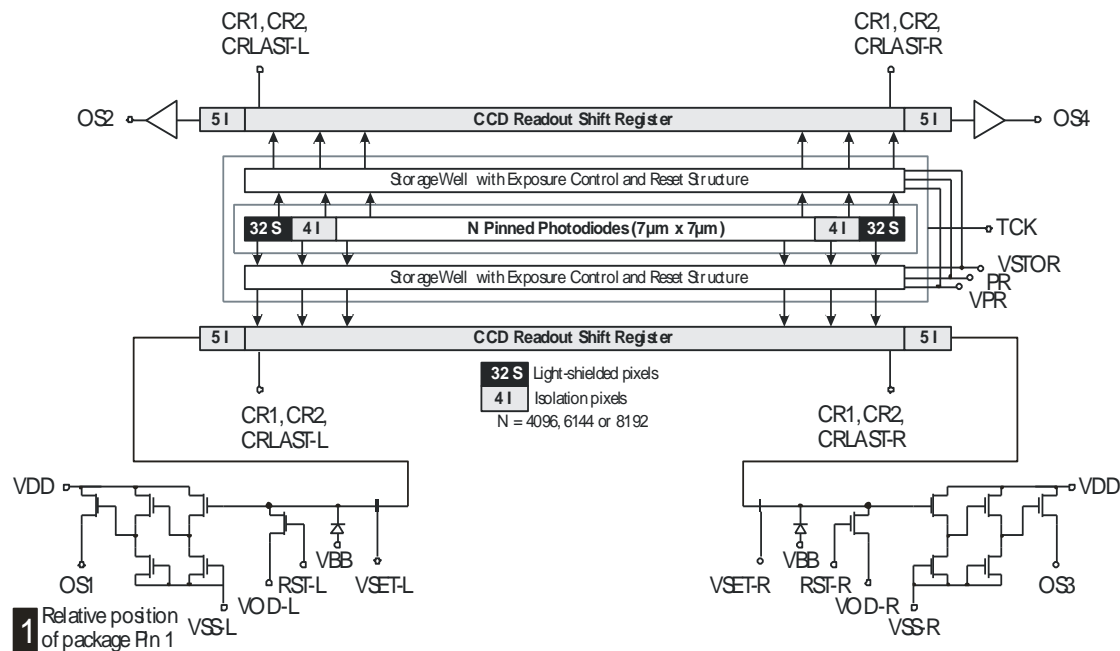 CR1, CR2,
CRLAST-L
CR1, CR2,
CRLAST-R
OS2
5 I
CCD Readout Shift Register
5 I
OS4
Storage Well with Exposure Control and Reset Structure
32 S
4 I
N Pinned Photodiodes (7µm x 7µm)
4 I
32 S
TCK
Storage Well with Exposure Control and Reset Structure
VSTOR
PR
VPR
5 I
CCD Readout Shift Register
5 I
32 S Light-shielded pixels
4 I Isolation pixels
N = 4096, 6144 or 8192
CR1, CR2,
CRLAST-L
CR1, CR2,
CRLAST-R
VDD
VDD
OS1
VSS-L
VOD-L
RST-L
VBB
VSET-L
VSET-R
VBB
RST-R
VOD-R
VSS-R
OS3
1 Relative position
of package Pin 1